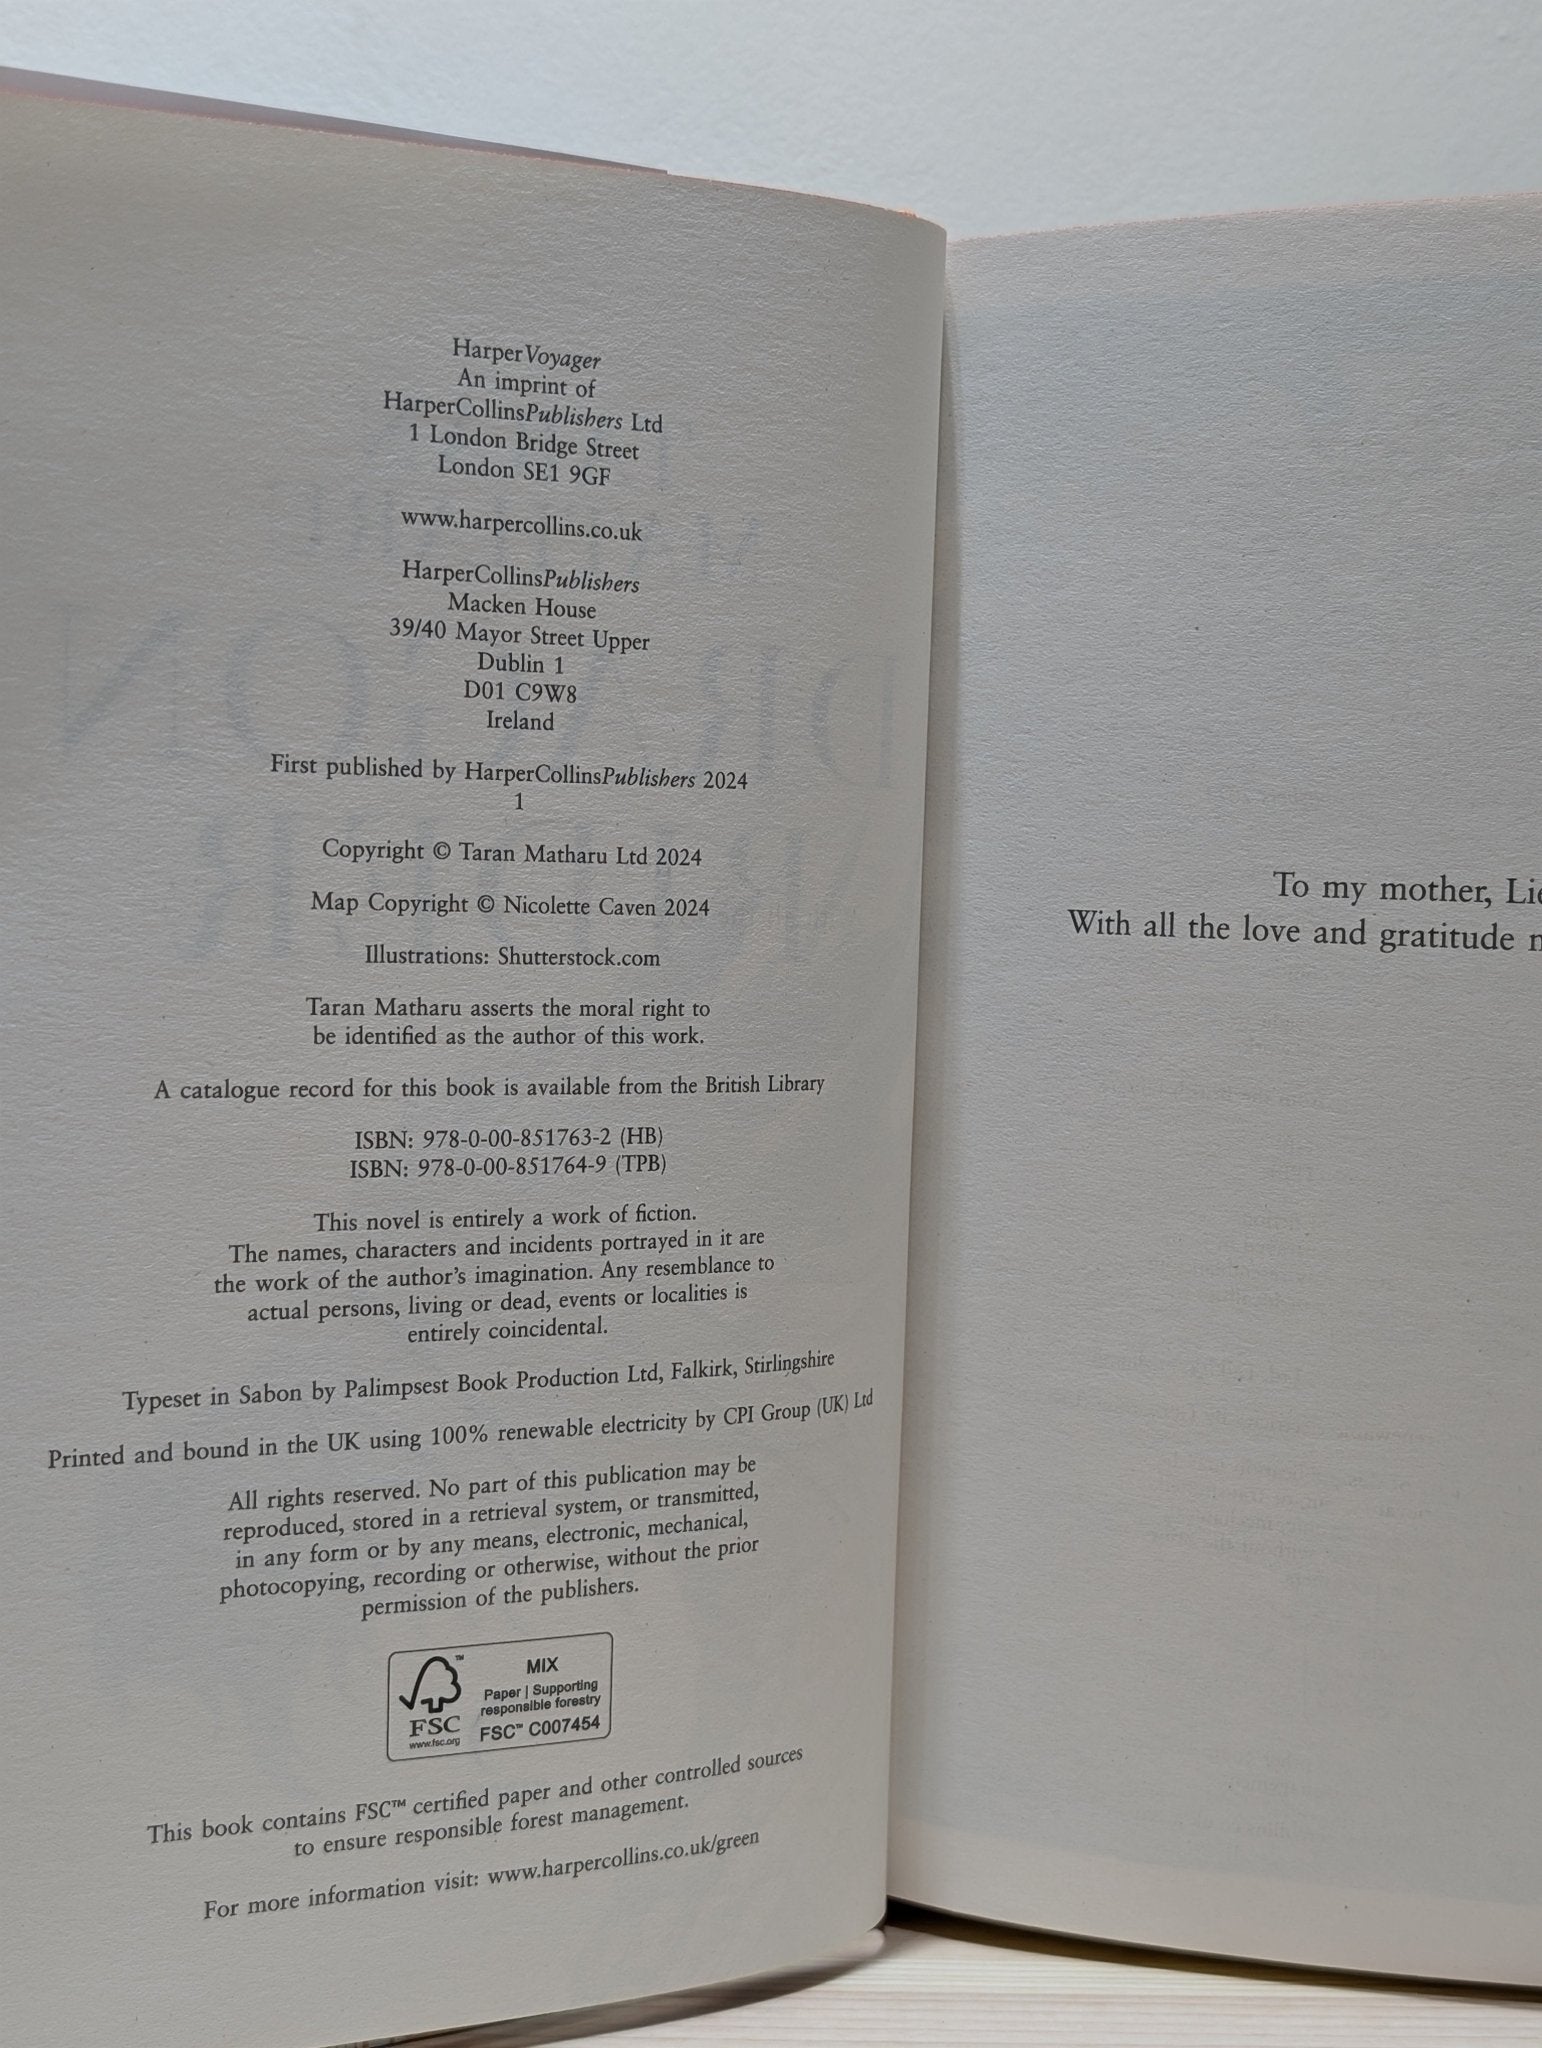 HarperVoyager
An imprint of
HarperCollinsPublishers Ltd
1 London Bridge Street
London SE1 9GF
www.harpercollins.co.uk
HarperCollinsPublishers
Macken House
39/40 Mayor Street Upper
Dublin 1
D01 C9W8
Ireland
First published by HarperCollinsPublishers 2024
1
Copyright © Taran Matharu Ltd 2024
Map Copyright © Nicolette Caven 2024
Illustrations: Shutterstock.com
Taran Matharu asserts the moral right to
be identified as the author of this work.
A catalogue record for this book is available from the British Library
ISBN: 978-0-00-851763-2 (HB)
ISBN: 978-0-00-851764-9 (TPB)
This novel is entirely a work of fiction.
The names, characters and incidents portrayed in it are
the work of the author's imagination. Any resemblance to
actual persons, living or dead, events or localities is
entirely coincidental.
Typeset in Sabon by Palimpsest Book Production Ltd, Falkirk, Stirlingshire
Printed and bound in the UK using 100% renewable electricity by CPI Group (UK) Ltd
All rights reserved. No part of this publication may be
reproduced, stored in a retrieval system, or transmitted,
in any form or by any means, electronic, mechanical,
photocopying, recording or otherwise, without the prior
permission of the publishers.
FSC™
www.fsc.org
MIX
Paper | Supporting
responsible forestry
FSC™ C007454
This book contains FSC™ certified paper and other controlled sources
to ensure responsible forest management.
For more information visit: www.harpercollins.co.uk/green
To my mother,
With all the love and gratitude